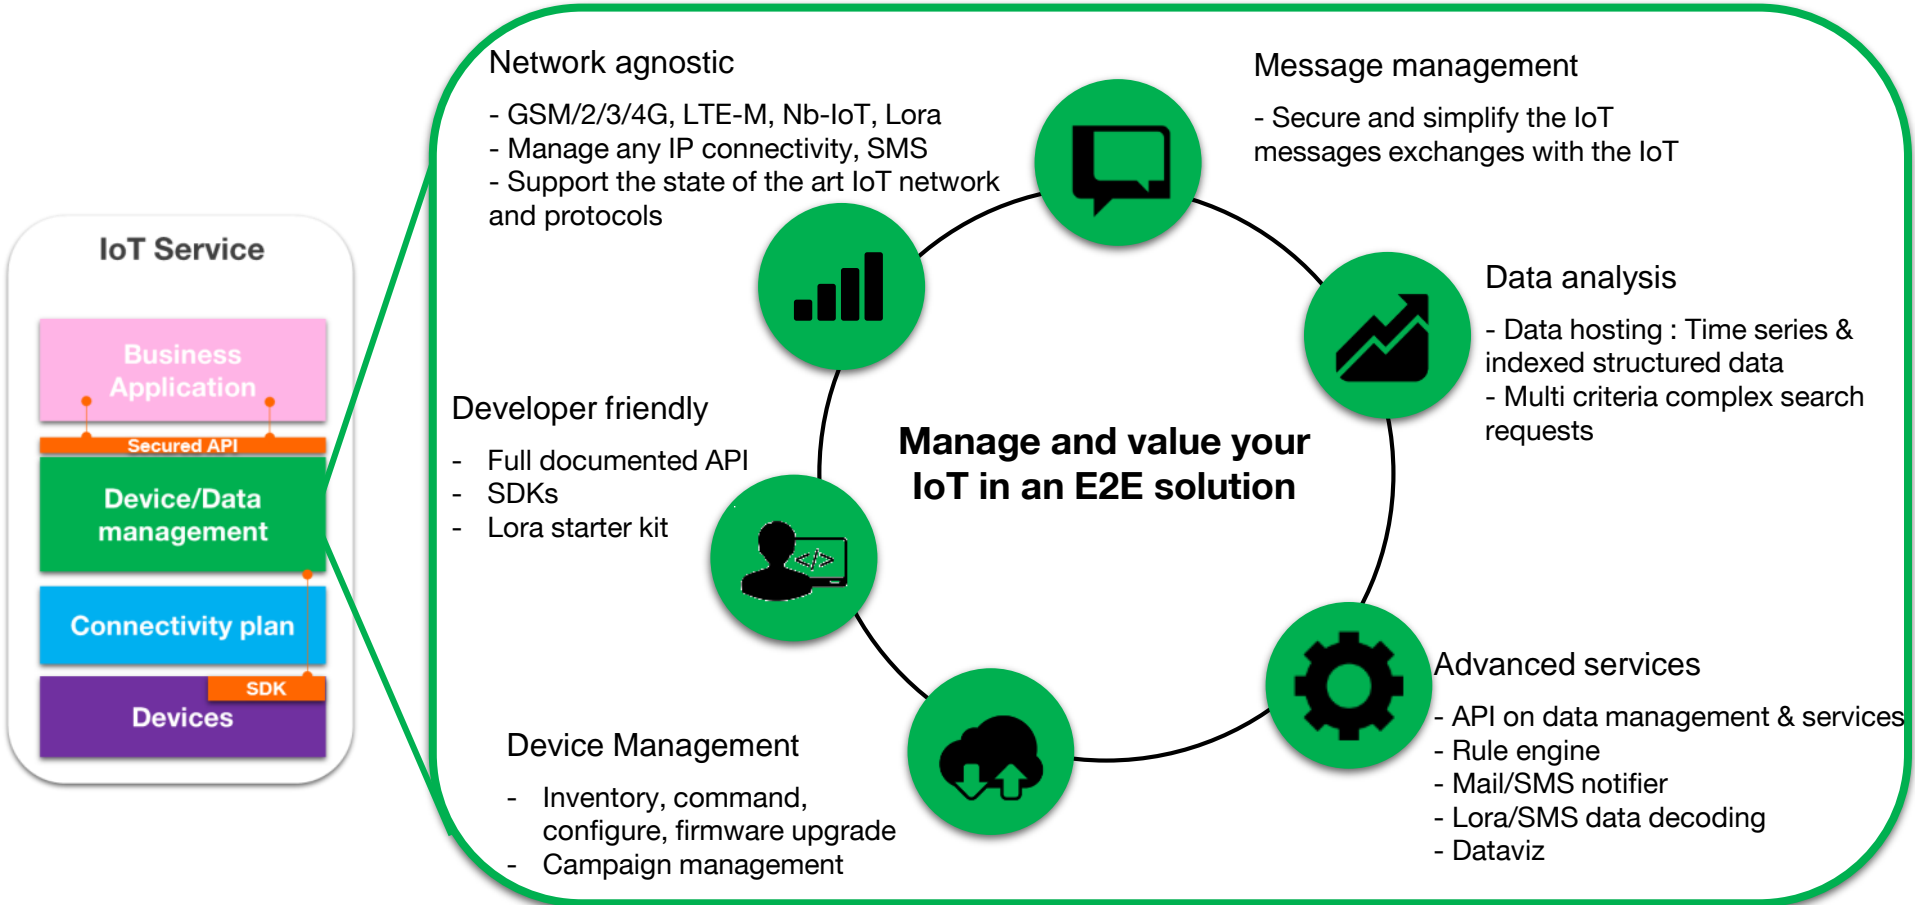 IoT Service
Business
Application
Secured API
Device/Data
management
Connectivity plan
SDK
Devices
Network agnostic
- GSM/2/3/4G, LTE-M, Nb-IoT, Lora
- Manage any IP connectivity, SMS
- Support the state of the art IoT network
and protocols
Message management
- Secure and simplify the IoT
messages exchanges with the IoT
Data analysis
- Data hosting : Time series &
indexed structured data
- Multi criteria complex search
requests
Developer friendly
- Full documented API
- SDKs
- Lora starter kit
</>
Manage and value your
IoT in an E2E solution
Device Management
- Inventory, command,
configure, firmware upgrade
- Campaign management
Advanced services
- API on data management & services
- Rule engine
- Mail/SMS notifier
- Lora/SMS data decoding
- Dataviz